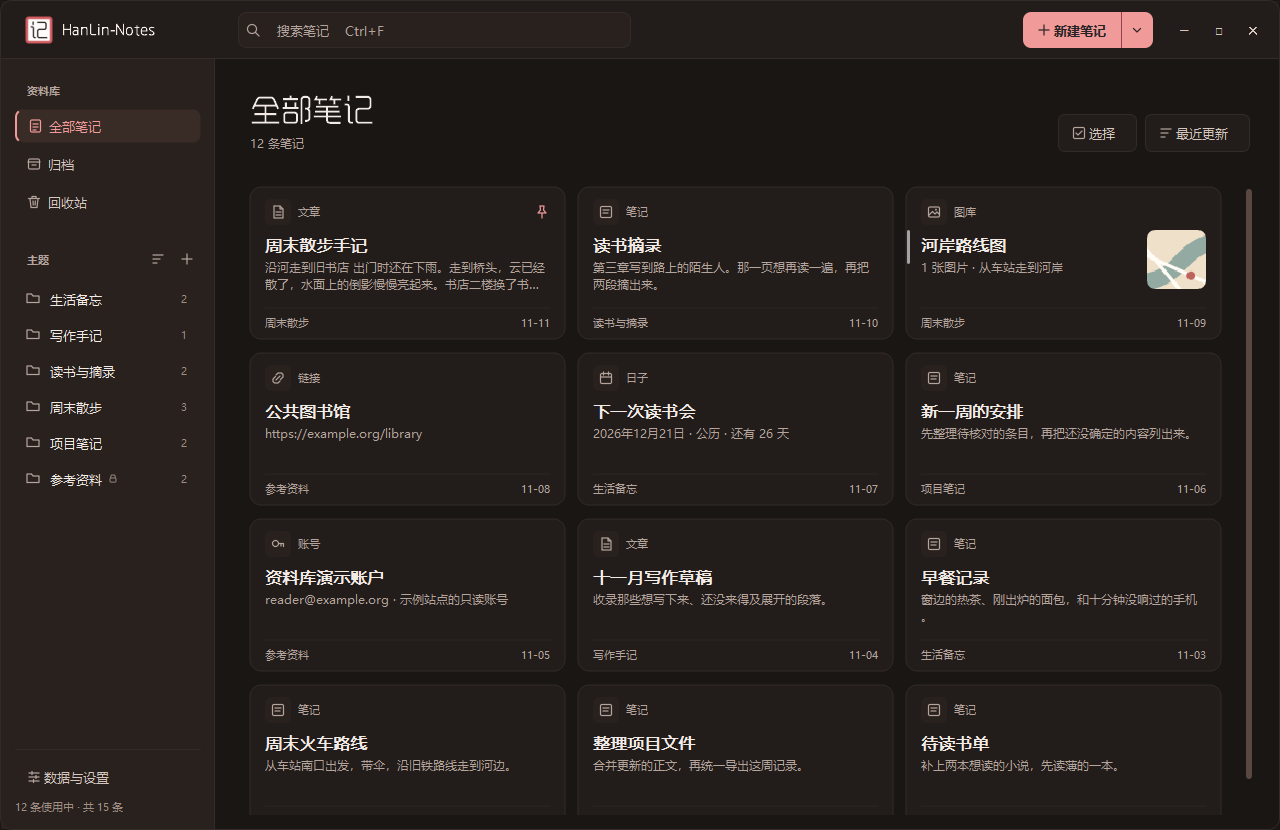 记 HanLin-Notes
搜索笔记 Ctrl+F
新建笔记
资料库
全部笔记
归档
回收站
主题
生活备忘 2
写作手记 1
读书与摘录 2
周末散步 3
项目笔记 2
参考资料 2
数据与设置
12 条使用中 · 共 15 条
全部笔记
12 条笔记
选择
最近更新
文章
周末散步手记
沿河走到旧书店 出门时还在下雨。走到桥头，云已经
散了，水面上的倒影慢慢亮起来。书店二楼换了书...
周末散步 11-11
笔记
读书摘录
第三章写到路上的陌生人。那一页想再读一遍，再把
两段摘出来。
读书与摘录 11-10
图库
河岸路线图
1 张图片 · 从车站走到河岸
周末散步 11-09
链接
公共图书馆
https://example.org/library
参考资料 11-08
日子
下一次读书会
2026年12月21日 · 公历 · 还有 26 天
生活备忘 11-07
笔记
新一周的安排
先整理待核对的条目，再把还没确定的内容列出来。
项目笔记 11-06
账号
资料库演示账户
reader@example.org · 示例站点的只读账号
参考资料 11-05
文章
十一月写作草稿
收录那些想写下来、还没来得及展开的段落。
写作手记 11-04
笔记
早餐记录
窗边的热茶、刚出炉的面包，和十分钟没响过的手机
。
生活备忘 11-03
笔记
周末火车路线
从车站南口出发，带伞，沿旧铁路线走到河边。
笔记
整理项目文件
合并更新的正文，再统一导出这周记录。
笔记
待读书单
补上两本想读的小说，先读薄的一本。